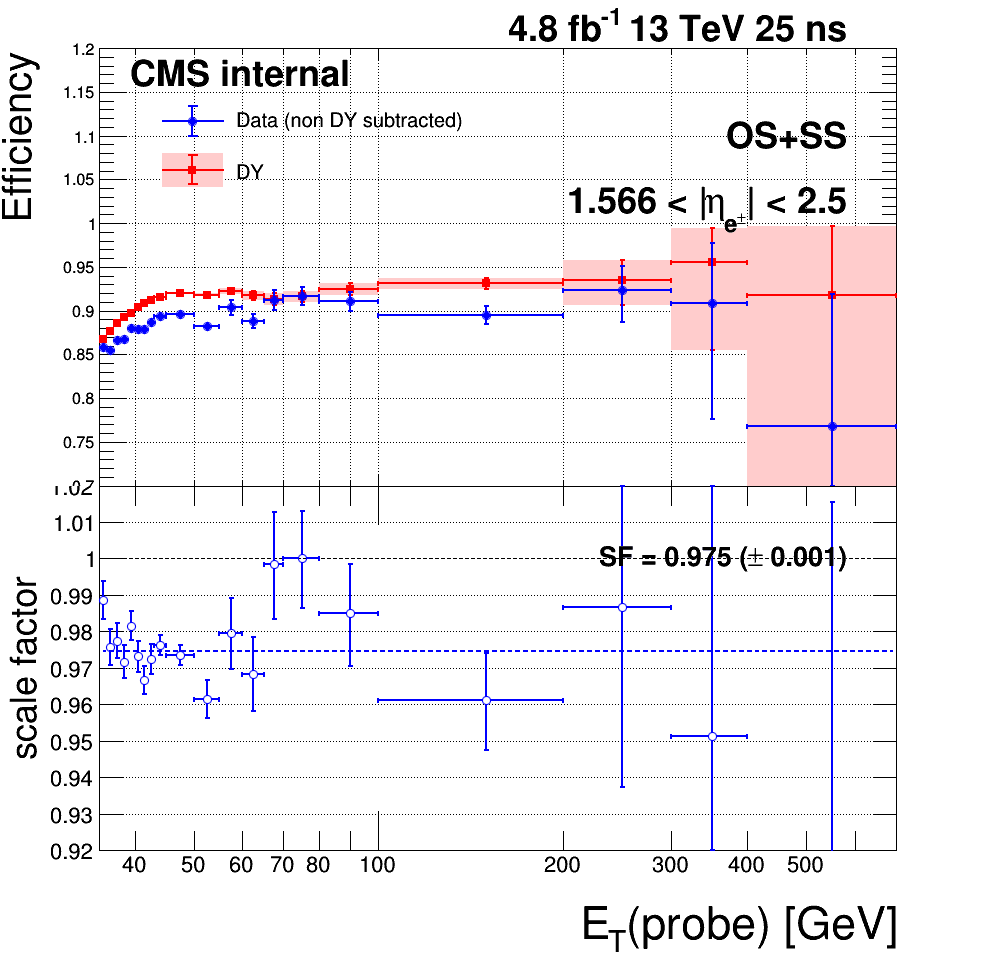 4.8 fb⁻¹ 13 TeV 25 ns
Efficiency
CMS internal
Data (non DY subtracted)
DY
OS+SS
1.566 < |η_e±| < 2.5
1.2
1.15
1.1
1.05
1
0.95
0.9
0.85
0.8
0.75
scale factor
SF = 0.975 (± 0.001)
1.02
1.01
1
0.99
0.98
0.97
0.96
0.95
0.94
0.93
0.92
40 50 60 70 80 100 200 300 400 500
E_T(probe) [GeV]